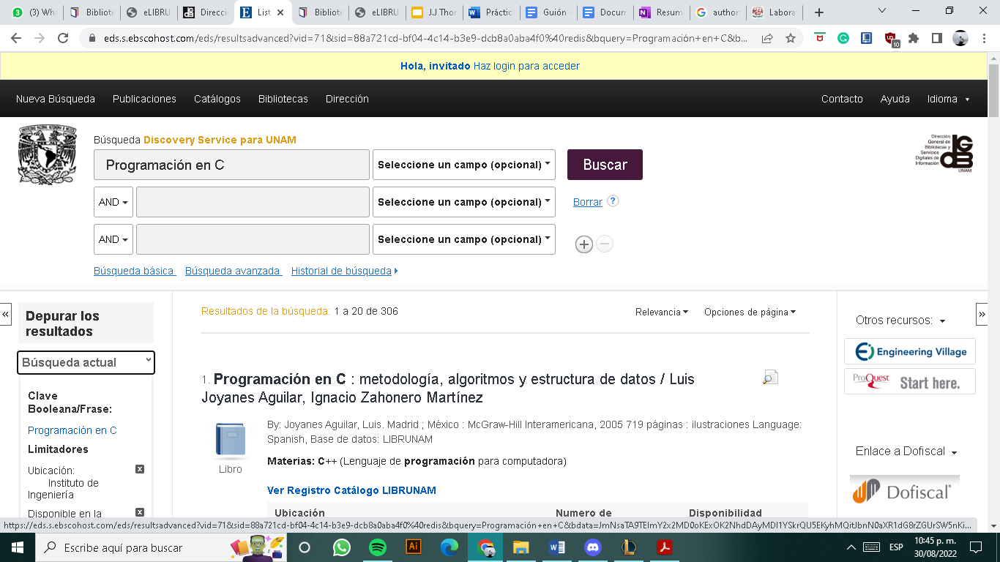 (3) Wha
Bibliote
eLIBRU
Direcci
List
Bibliote
eLIBRU
J.J Thor
Práctic
Guión
Docum
Resum
author
Labora
eds.s.ebscohost.com/eds/resultsadvanced?vid=71&sid=88a721cd-bf04-4c14-b3e9-dcb8a0aba4f0%40redis&bquery=Programación+en+C&b...
10
Hola, invitado Haz login para acceder
Nueva Búsqueda Publicaciones Catálogos Bibliotecas Dirección Contacto Ayuda Idioma
Búsqueda Discovery Service para UNAM
Programación en C Seleccione un campo (opcional) Buscar
AND Seleccione un campo (opcional) Borrar ?
AND Seleccione un campo (opcional)
Búsqueda básica Búsqueda avanzada Historial de búsqueda
Dirección
General de
Bibliotecas y
Servicios
Digitales de
Información
UNAM
«
Depurar los
resultados
Búsqueda actual
Clave
Booleana/Frase:
Programación en C
Limitadores
Ubicación:
Instituto de
Ingeniería
Disponible en la
Resultados de la búsqueda: 1 a 20 de 306 Relevancia Opciones de página
1. Programación en C : metodología, algoritmos y estructura de datos / Luis
Joyanes Aguilar, Ignacio Zahonero Martínez
Libro
By: Joyanes Aguilar, Luis. Madrid ; México : McGraw-Hill Interamericana, 2005 719 páginas : ilustraciones Language:
Spanish, Base de datos: LIBRUNAM
Materias: C++ (Lenguaje de programación para computadora)
Ver Registro Catálogo LIBRUNAM
Ubicación Numero de Disponibilidad
»
Otros recursos:
Engineering Village
ProQuest Start here.
Enlace a Dofiscal
Dofiscal
https://eds.s.ebscohost.com/eds/resultsadvanced?vid=71&sid=88a721cd-bf04-4c14-b3e9-dcb8a0aba4f0%40redis&bquery=Programación+en+C&bdata=
Escribe aquí para buscar
Ai
ESP
10:45 p. m.
30/08/2022